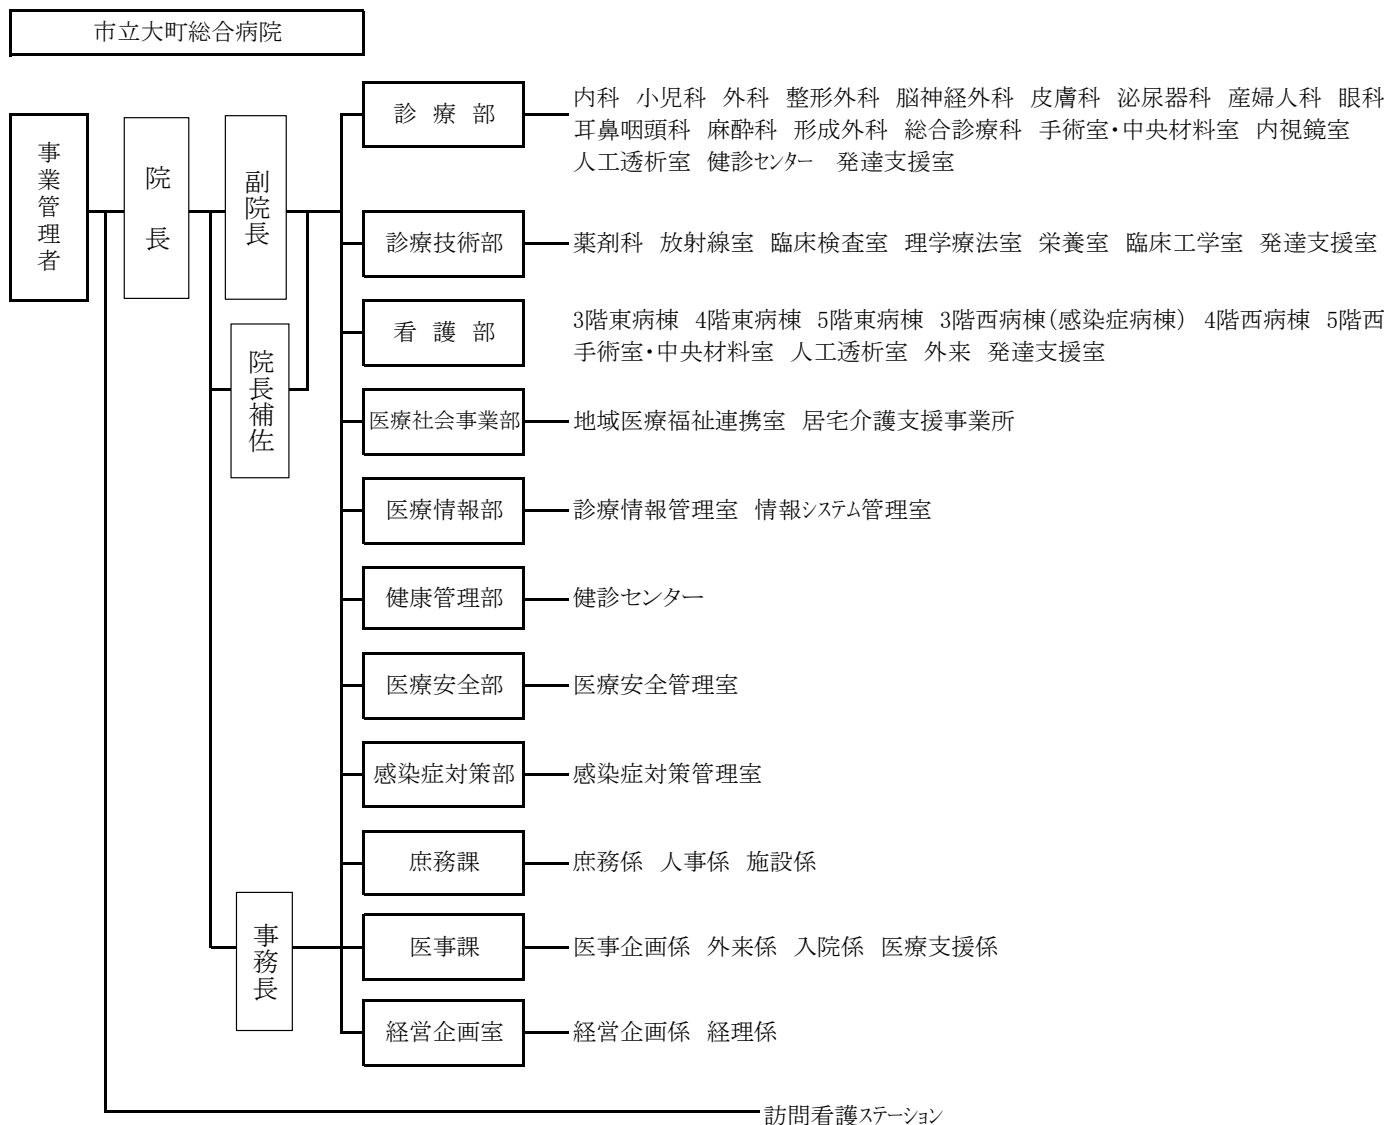 市立大町総合病院
事業管理者
院長
副院長
院長補佐
事務長
診療部
内科 小児科 外科 整形外科 脳神経外科 皮膚科 泌尿器科 産婦人科 眼科
耳鼻咽頭科 麻酔科 形成外科 総合診療科 手術室・中央材料室 内視鏡室
人工透析室 健診センター 発達支援室
診療技術部
薬剤科 放射線室 臨床検査室 理学療法室 栄養室 臨床工学室 発達支援室
看護部
3階東病棟 4階東病棟 5階東病棟 3階西病棟(感染症病棟) 4階西病棟 5階西
手術室・中央材料室 人工透析室 外来 発達支援室
医療社会事業部
地域医療福祉連携室 居宅介護支援事業所
医療情報部
診療情報管理室 情報システム管理室
健康管理部
健診センター
医療安全部
医療安全管理室
感染症対策部
感染症対策管理室
庶務課
庶務係 人事係 施設係
医事課
医事企画係 外来係 入院係 医療支援係
経営企画室
経営企画係 経理係
訪問看護ステーション